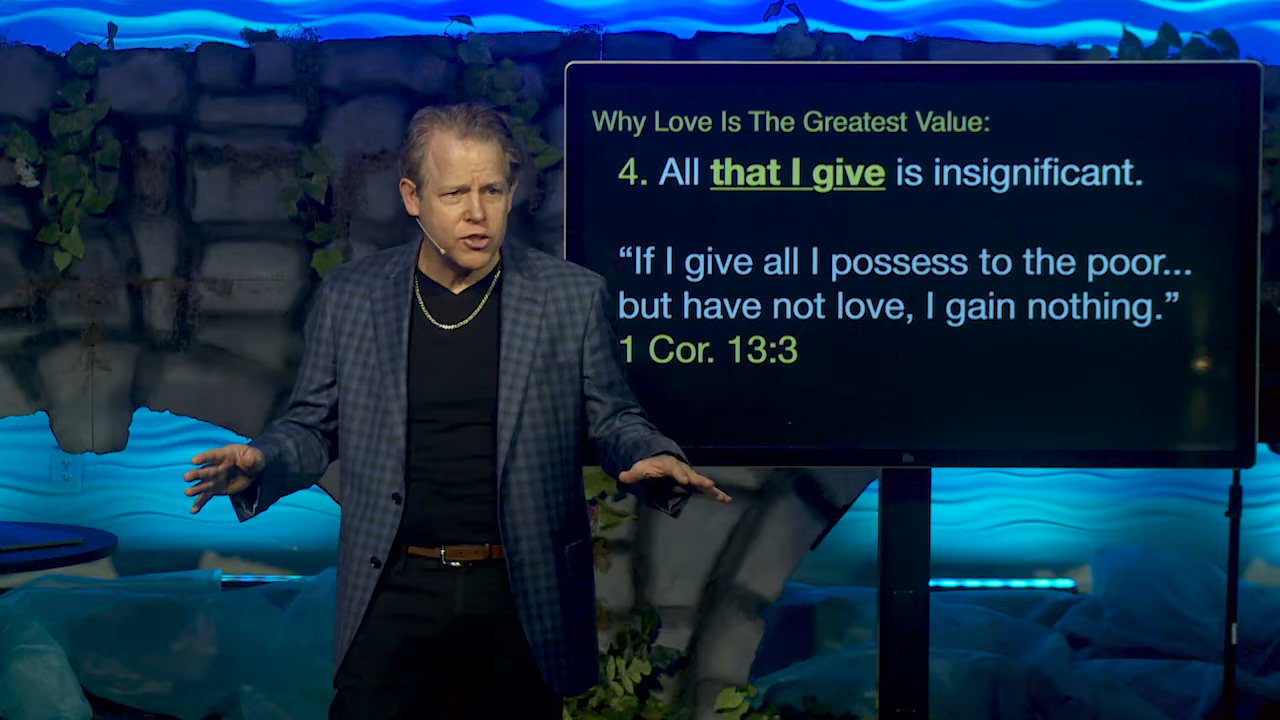 Why Love Is The Greatest Value:
4. All that I give is insignificant.
“If I give all I possess to the poor...
but have not love, I gain nothing.”
1 Cor. 13:3